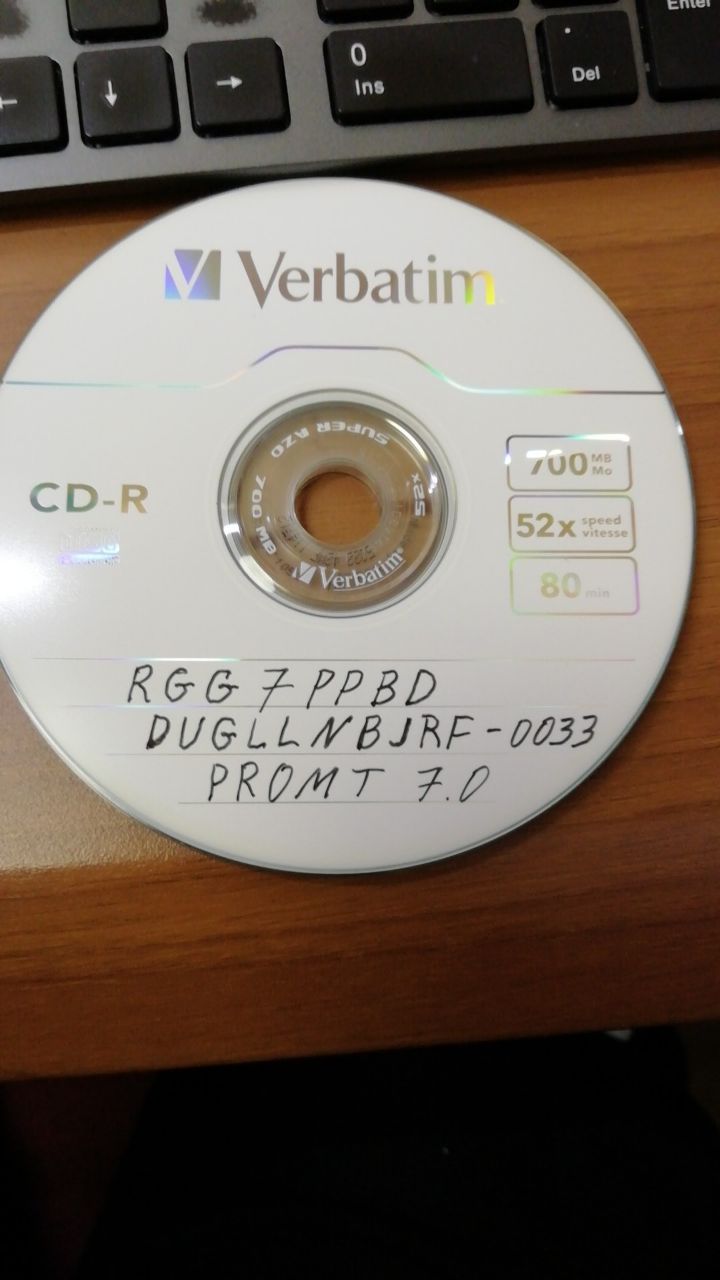 Enter
0
Ins
.
Del
←
↓
→
Verbatim
SUPER AZO
700 MB
52x
Verbatim
CD-R
700 MB Mo
52x speed vitesse
80 min
RGG7PPBD
DUGLLNBJRF-0033
PROMT 7.0